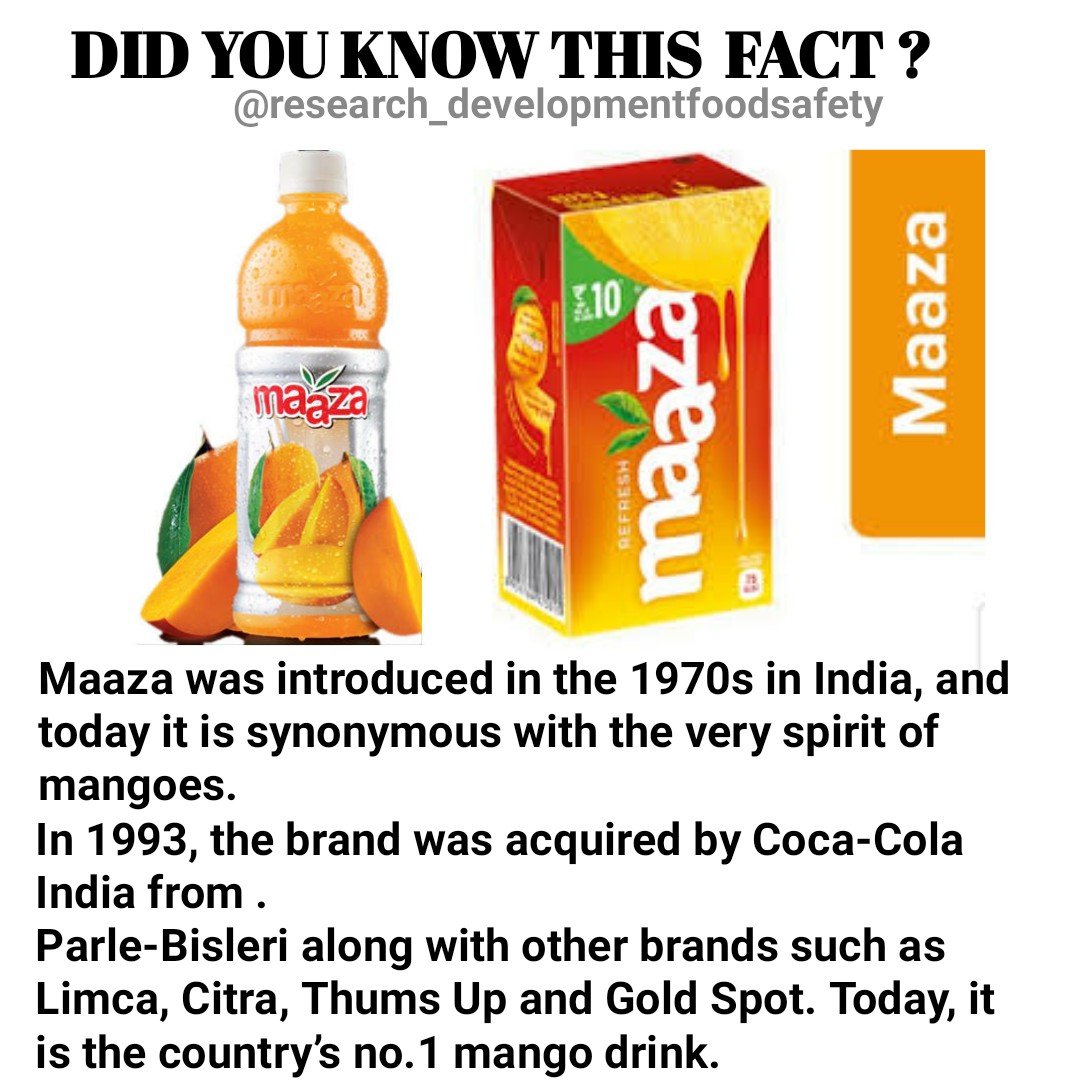 DID YOU KNOW THIS FACT ?
@research_developmentfoodsafety
maaza
maaza
10
REFRESH
maaza
Maaza
Maaza was introduced in the 1970s in India, and
today it is synonymous with the very spirit of
mangoes.
In 1993, the brand was acquired by Coca-Cola
India from .
Parle-Bisleri along with other brands such as
Limca, Citra, Thums Up and Gold Spot. Today, it
is the country’s no.1 mango drink.